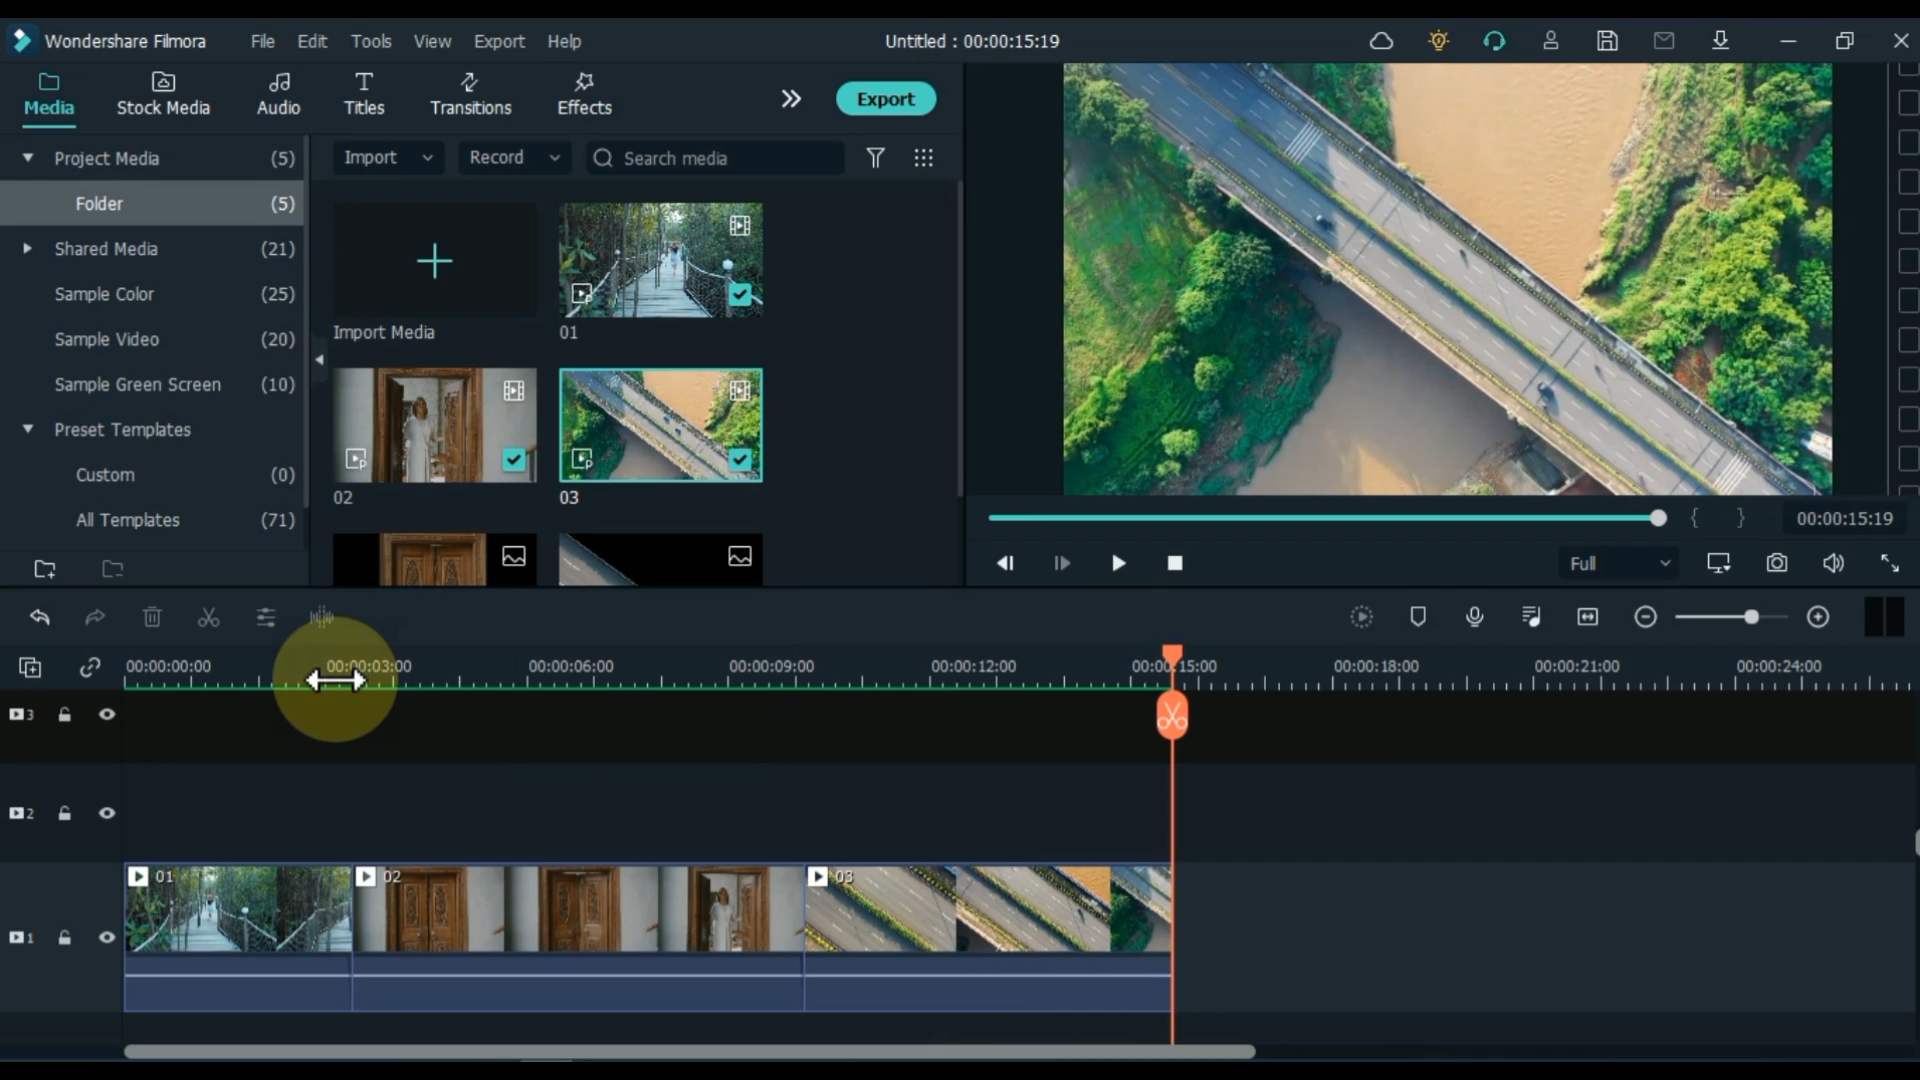 Wondershare Filmora File Edit Tools View Export Help Untitled : 00:00:15:19
Media Stock Media Audio Titles Transitions Effects Export
Project Media (5)
Folder (5)
Shared Media (21)
Sample Color (25)
Sample Video (20)
Sample Green Screen (10)
Preset Templates
Custom (0)
All Templates (71)
Import Record Search media
Import Media
01
02
03
00:00:15:19
Full
00:00:00:00 00:00:03:00 00:00:06:00 00:00:09:00 00:00:12:00 00:00:15:00 00:00:18:00 00:00:21:00 00:00:24:00
3
2
01 02 03
1